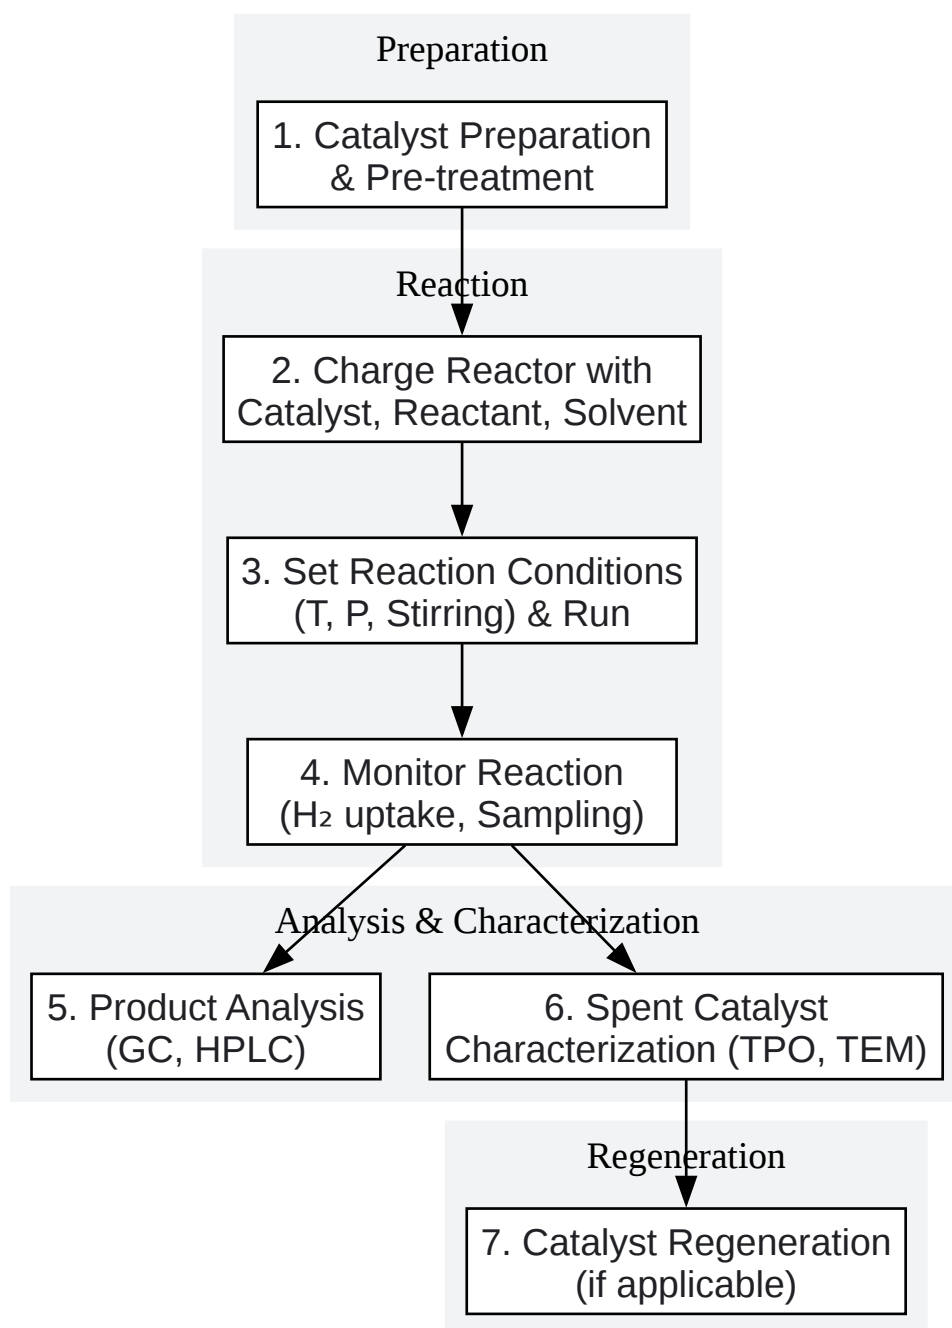 Preparation
1. Catalyst Preparation
& Pre-treatment
Reaction
2. Charge Reactor with
Catalyst, Reactant, Solvent
3. Set Reaction Conditions
(T, P, Stirring) & Run
4. Monitor Reaction
(H₂ uptake, Sampling)
Analysis & Characterization
5. Product Analysis
(GC, HPLC)
6. Spent Catalyst
Characterization (TPO, TEM)
Regeneration
7. Catalyst Regeneration
(if applicable)